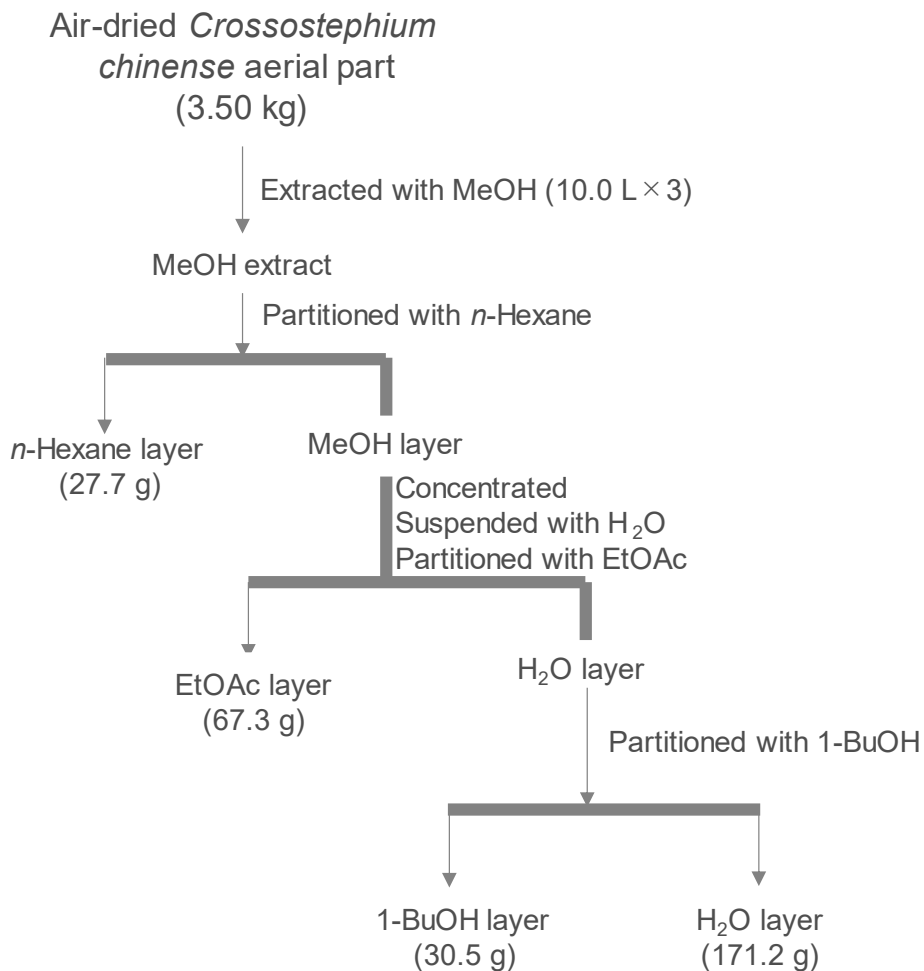 Air-dried Crossostephium
chinense aerial part
(3.50 kg)
Extracted with MeOH (10.0 L × 3)
MeOH extract
Partitioned with n-Hexane
n-Hexane layer
(27.7 g)
MeOH layer
Concentrated
Suspended with H₂O
Partitioned with EtOAc
EtOAc layer
(67.3 g)
H₂O layer
Partitioned with 1-BuOH
1-BuOH layer
(30.5 g)
H₂O layer
(171.2 g)